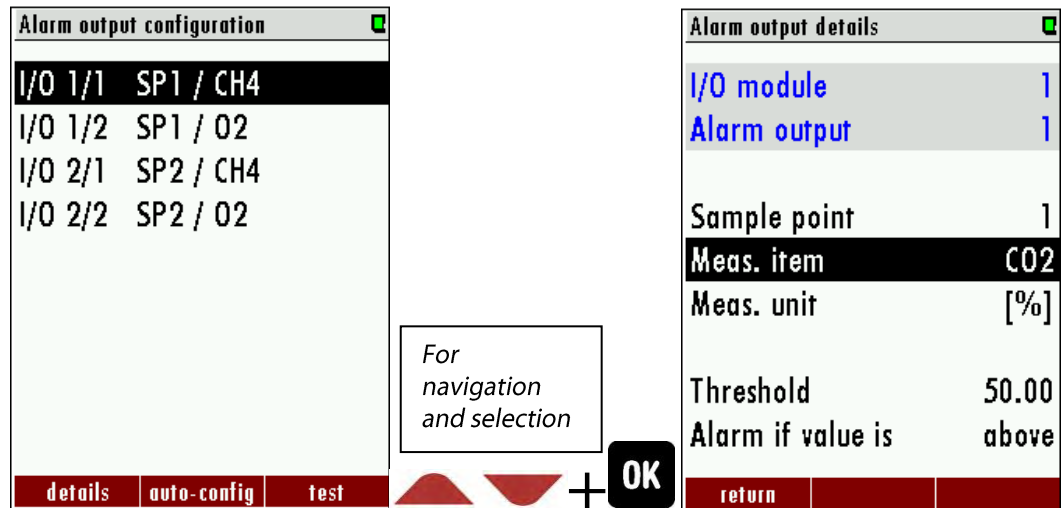 Alarm output configuration
I/O 1/1 SP1 / CH4
I/O 1/2 SP1 / O2
I/O 2/1 SP2 / CH4
I/O 2/2 SP2 / O2
details auto-config test
For
navigation
and selection
+ OK
Alarm output details
I/O module 1
Alarm output 1
Sample point 1
Meas. item CO2
Meas. unit [%]
Threshold 50.00
Alarm if value is above
return